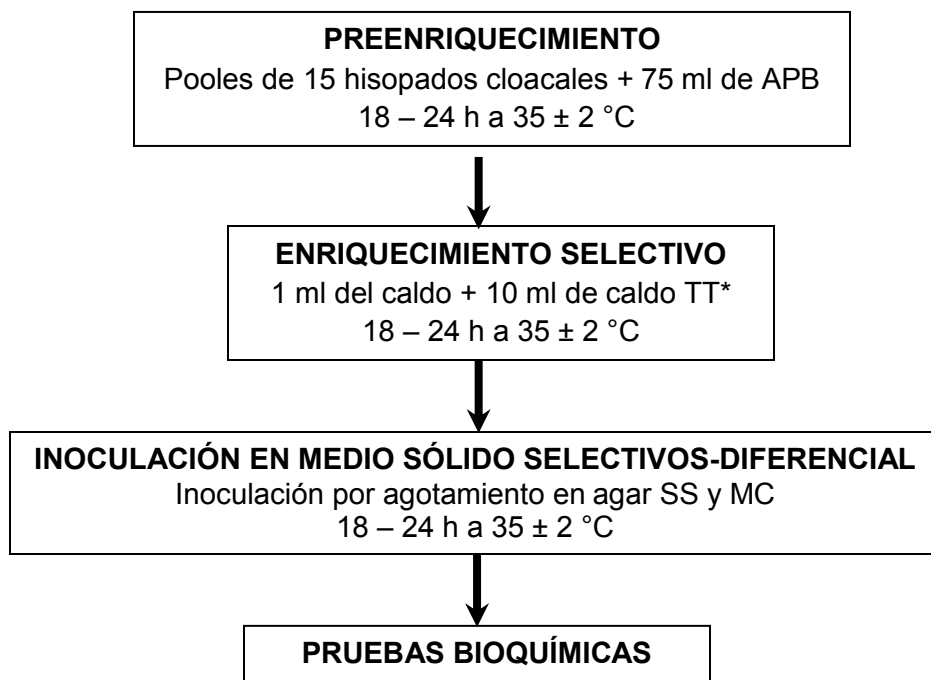 PREENRIQUECIMIENTO
Pooles de 15 hisopados cloacales + 75 ml de APB
18 – 24 h a 35 ± 2 °C
ENRIQUECIMIENTO SELECTIVO
1 ml del caldo + 10 ml de caldo TT*
18 – 24 h a 35 ± 2 °C
INOCULACIÓN EN MEDIO SÓLIDO SELECTIVOS-DIFERENCIAL
Inoculación por agotamiento en agar SS y MC
18 – 24 h a 35 ± 2 °C
PRUEBAS BIOQUÍMICAS